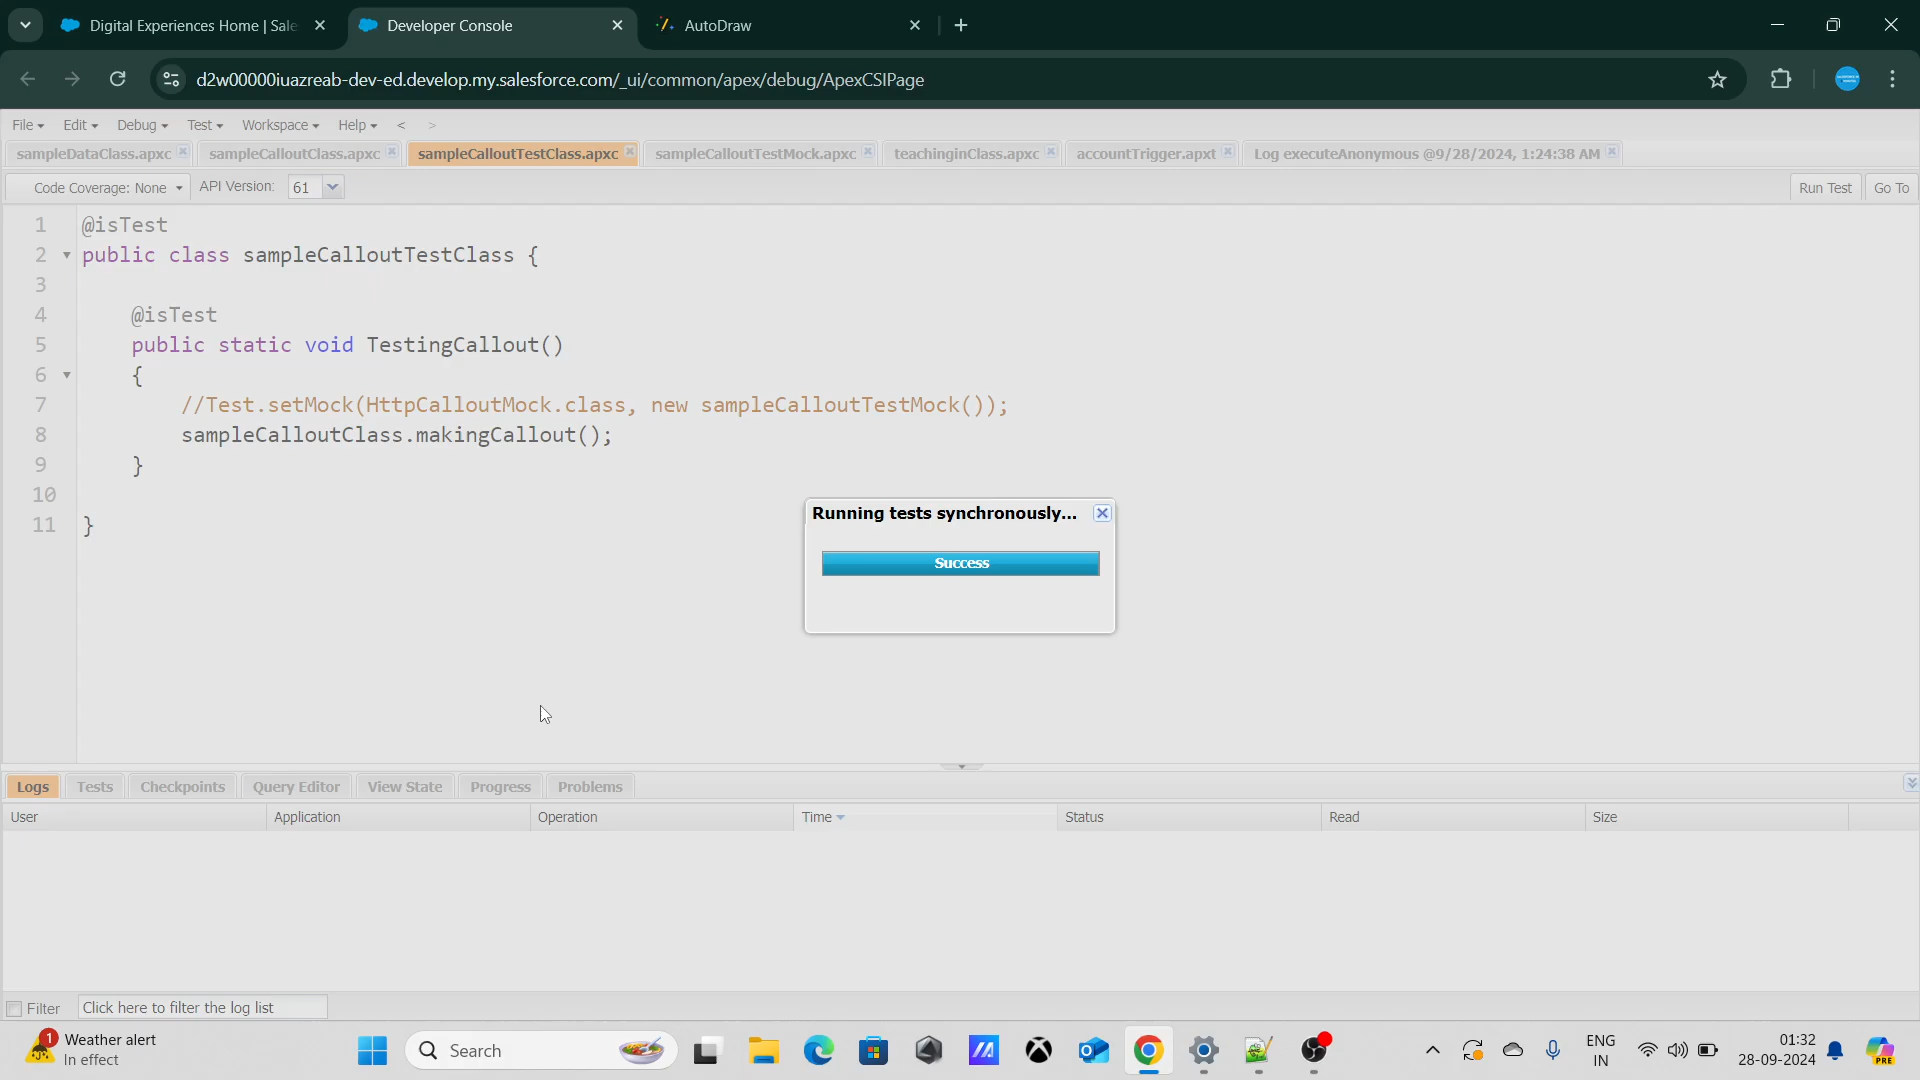 Digital Experiences Home | Sale
Developer Console
AutoDraw
d2w00000iuazreab-dev-ed.develop.my.salesforce.com/_ui/common/apex/debug/ApexCSIPage
File Edit Debug Test Workspace Help < >
sampleDataClass.apxc sampleCalloutClass.apxc sampleCalloutTestClass.apxc sampleCalloutTestMock.apxc teachinginClass.apxc accountTrigger.apxt Log executeAnonymous @9/28/2024, 1:24:38 AM
Code Coverage: None API Version: 61 Run Test Go To
1 @isTest
2 public class sampleCalloutTestClass {
3
4 @isTest
5 public static void TestingCallout()
6 {
7 //Test.setMock(HttpCalloutMock.class, new sampleCalloutTestMock());
8 sampleCalloutClass.makingCallout();
9 }
10
11 }
Running tests synchronously...
Success
Logs Tests Checkpoints Query Editor View State Progress Problems
User Application Operation Time Status Read Size
Filter Click here to filter the log list
1 Weather alert
In effect
Search
ENG
IN
01:32
28-09-2024
PRE